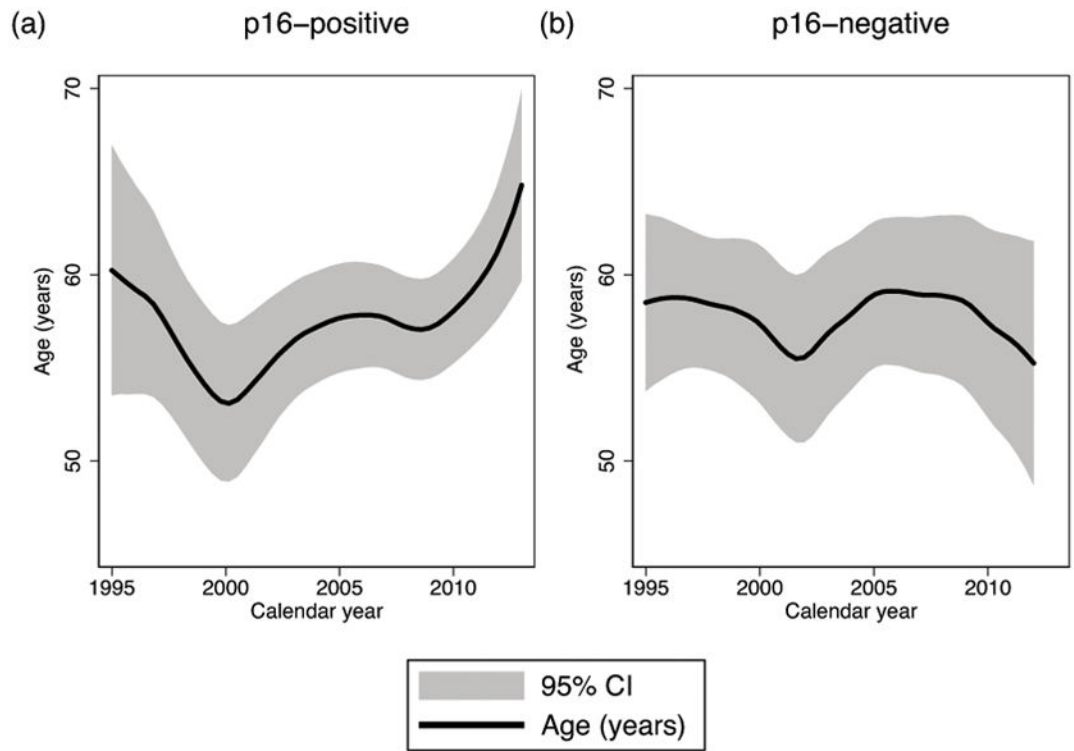 (a) p16-positive
(b) p16-negative
70
60
50
Age (years)
1995 2000 2005 2010
Calendar year
70
60
50
Age (years)
1995 2000 2005 2010
Calendar year
95% CI
Age (years)